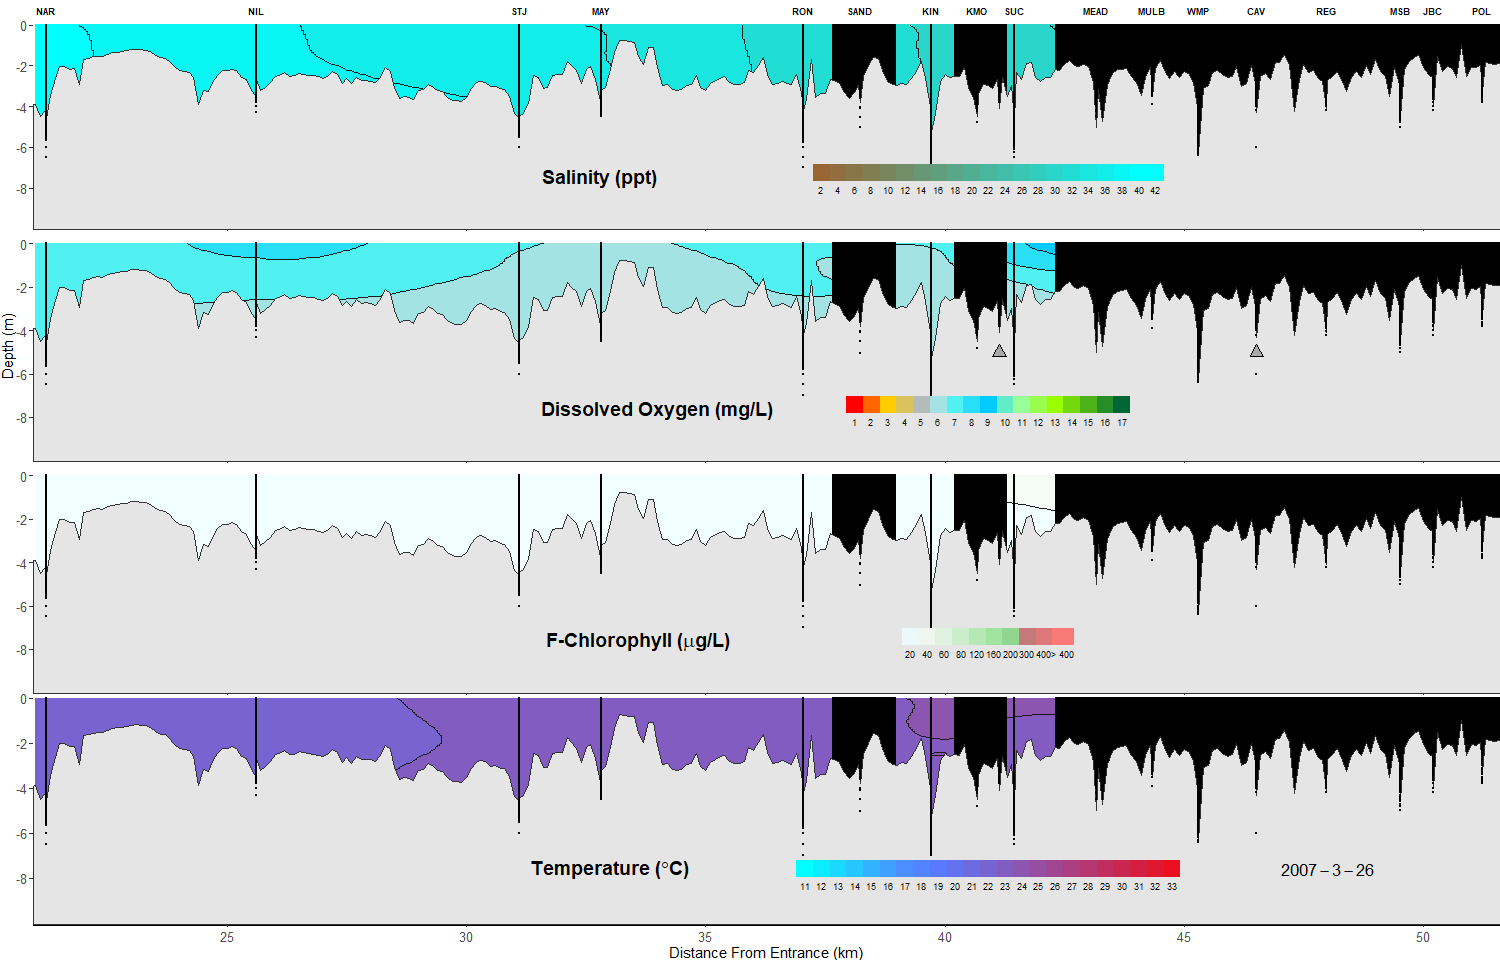 NAR NIL STJ MAY RON SAND KIN KMO SUC MEAD MULB WMP CAV REG MSB JBC POL
0
-2
-4
-6
-8
Salinity (ppt)
2 4 6 8 10 12 14 16 18 20 22 24 26 28 30 32 34 36 38 40 42
0
-2
-4
-6
-8
Depth (m)
Dissolved Oxygen (mg/L)
1 2 3 4 5 6 7 8 9 10 11 12 13 14 15 16 17
0
-2
-4
-6
-8
F-Chlorophyll (μg/L)
20 40 60 80 120 160 200 300 400> 400
0
-2
-4
-6
-8
Temperature (°C)
11 12 13 14 15 16 17 18 19 20 21 22 23 24 25 26 27 28 29 30 31 32 33
2007 – 3 – 26
25 30 35 40 45 50
Distance From Entrance (km)